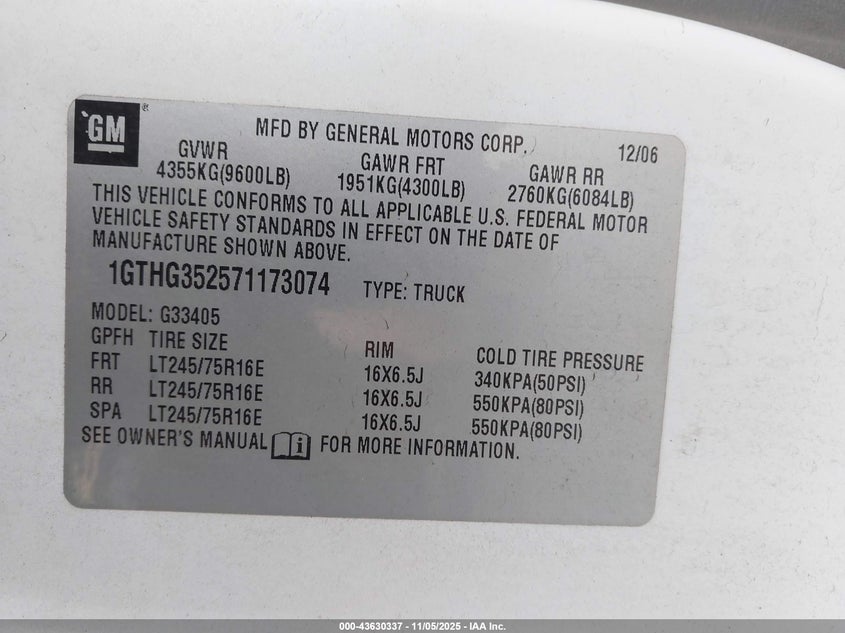 GM ®
MFD BY GENERAL MOTORS CORP. 12/06
GVWR GAWR FRT GAWR RR
4355KG(9600LB) 1951KG(4300LB) 2760KG(6084LB)
THIS VEHICLE CONFORMS TO ALL APPLICABLE U.S. FEDERAL MOTOR
VEHICLE SAFETY STANDARDS IN EFFECT ON THE DATE OF
MANUFACTURE SHOWN ABOVE.
1GTHG352571173074 TYPE: TRUCK
MODEL: G33405
GPFH TIRE SIZE RIM COLD TIRE PRESSURE
FRT LT245/75R16E 16X6.5J 340KPA(50PSI)
RR LT245/75R16E 16X6.5J 550KPA(80PSI)
SPA LT245/75R16E 16X6.5J 550KPA(80PSI)
SEE OWNER'S MANUAL i FOR MORE INFORMATION.
000-43630337 - 11/05/2025 - IAA Inc.